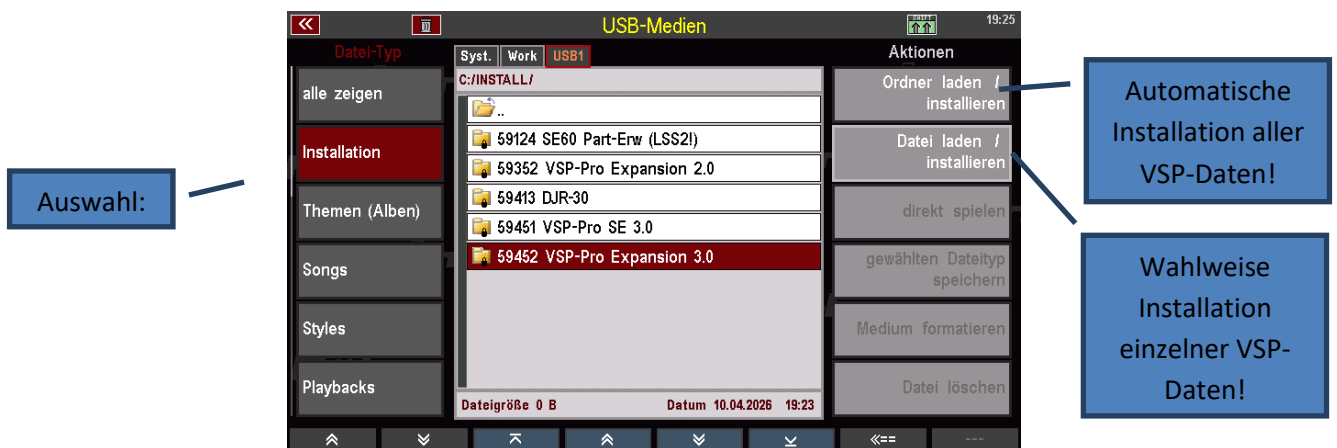 USB-Medien
SHIFT
19:25
Datei-Typ
Syst. Work USB1
Aktionen
C:/INSTALL/
alle zeigen
Installation
Themen (Alben)
Songs
Styles
Playbacks
..
59124 SE60 Part-Erw (LSS2!)
59352 VSP-Pro Expansion 2.0
59413 DJR-30
59451 VSP-Pro SE 3.0
59452 VSP-Pro Expansion 3.0
Dateigröße 0 B Datum 10.04.2026 19:23
Ordner laden /
installieren
Datei laden /
installieren
direkt spielen
gewählten Dateityp
speichern
Medium formatieren
Datei löschen
«==
---
Auswahl:
Automatische
Installation aller
VSP-Daten!
Wahlweise
Installation
einzelner VSP-
Daten!